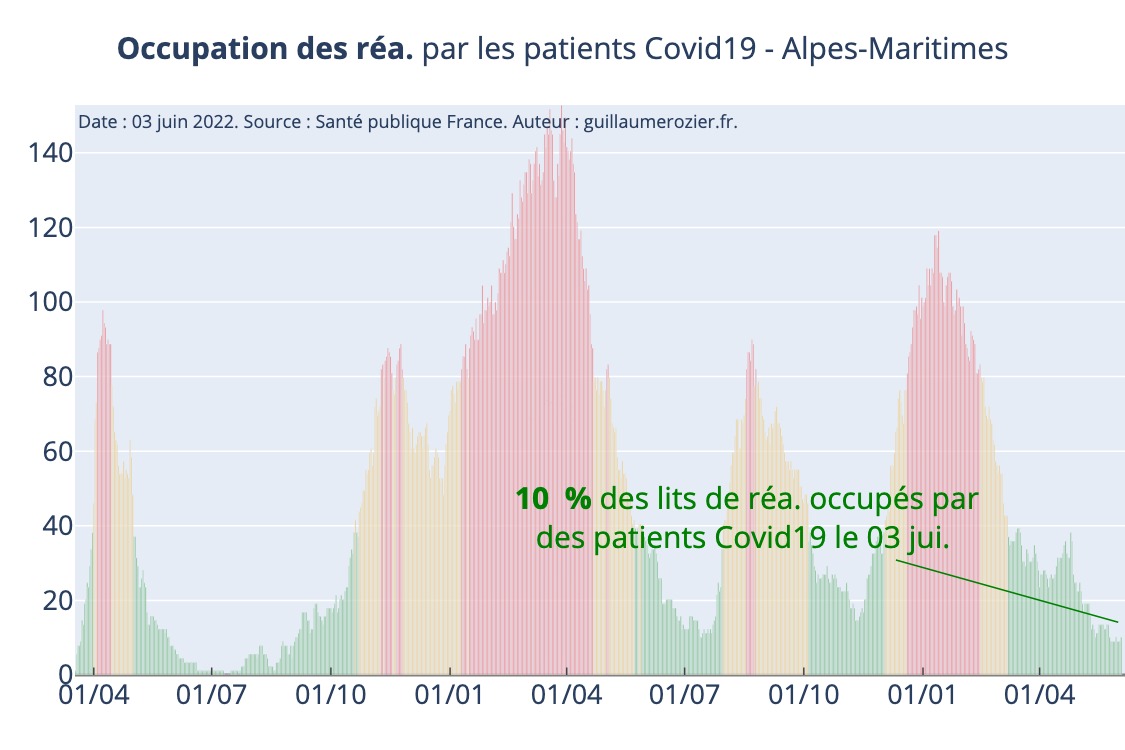 Occupation des réa. par les patients Covid19 - Alpes-Maritimes
Date : 03 juin 2022. Source : Santé publique France. Auteur : guillaumerozier.fr.
140
120
100
80
60
40
20
0
10 % des lits de réa. occupés par
des patients Covid19 le 03 jui.
01/04 01/07 01/10 01/01 01/04 01/07 01/10 01/01 01/04